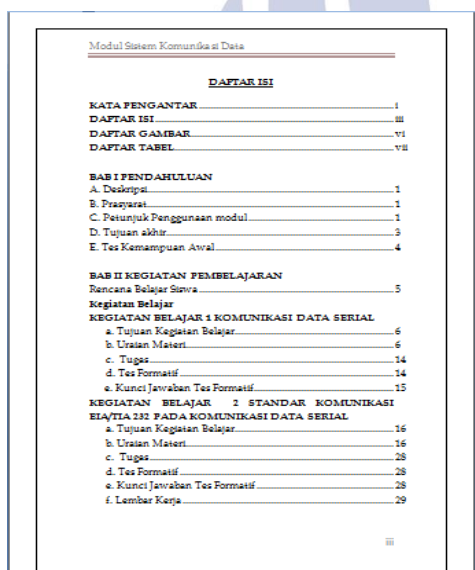 Modul Sistem Komunikasi Data
DAFTAR ISI
KATA PENGANTAR i
DAFTAR ISI iii
DAFTAR GAMBAR vi
DAFTAR TABEL vii
BAB I PENDAHULUAN
A. Deskripsi 1
B. Prasyarat 1
C. Petunjuk Penggunaan modul 1
D. Tujuan akhir 3
E. Tes Kemampuan Awal 4
BAB II KEGIATAN PEMBELAJARAN
Rencana Belajar Siswa 5
Kegiatan Belajar
KEGIATAN BELAJAR 1 KOMUNIKASI DATA SERIAL
a. Tujuan Kegiatan Belajar 6
b. Uraian Materi 6
c. Tugas 14
d. Tes Formatif 14
e. Kunci Jawaban Tes Formatif 15
KEGIATAN BELAJAR 2 STANDAR KOMUNIKASI
EIA/TIA 232 PADA KOMUNIKASI DATA SERIAL
a. Tujuan Kegiatan Belajar 16
b. Uraian Materi 16
c. Tugas 28
d. Tes Formatif 28
e. Kunci Jawaban Tes Formatif 28
f. Lembar Kerja 29
iii